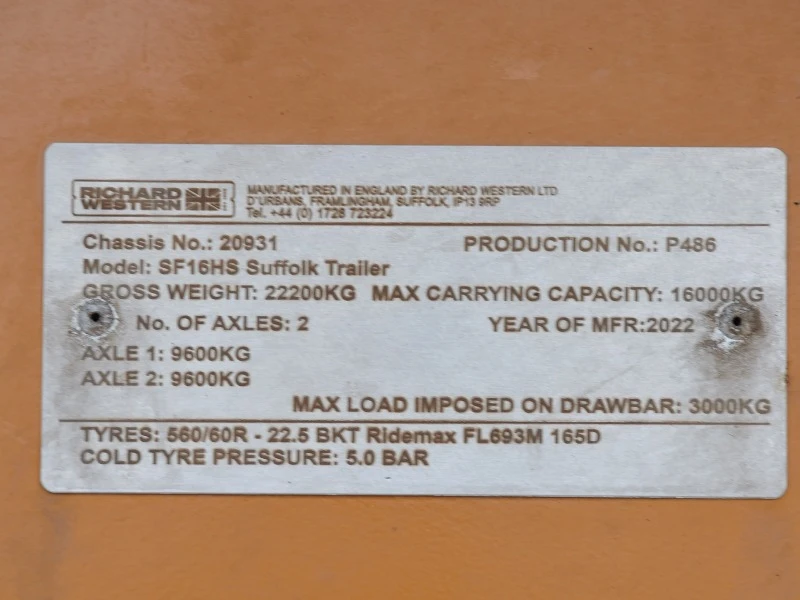 RICHARD
WESTERN
MANUFACTURED IN ENGLAND BY RICHARD WESTERN LTD
D'URBANS, FRAMLINGHAM, SUFFOLK, IP13 9RP
Tel. +44 (0) 1728 723224
Chassis No.: 20931 PRODUCTION No.: P486
Model: SF16HS Suffolk Trailer
GROSS WEIGHT: 22200KG MAX CARRYING CAPACITY: 16000KG
No. OF AXLES: 2 YEAR OF MFR:2022
AXLE 1: 9600KG
AXLE 2: 9600KG
MAX LOAD IMPOSED ON DRAWBAR: 3000KG
TYRES: 560/60R - 22.5 BKT Ridemax FL693M 165D
COLD TYRE PRESSURE: 5.0 BAR